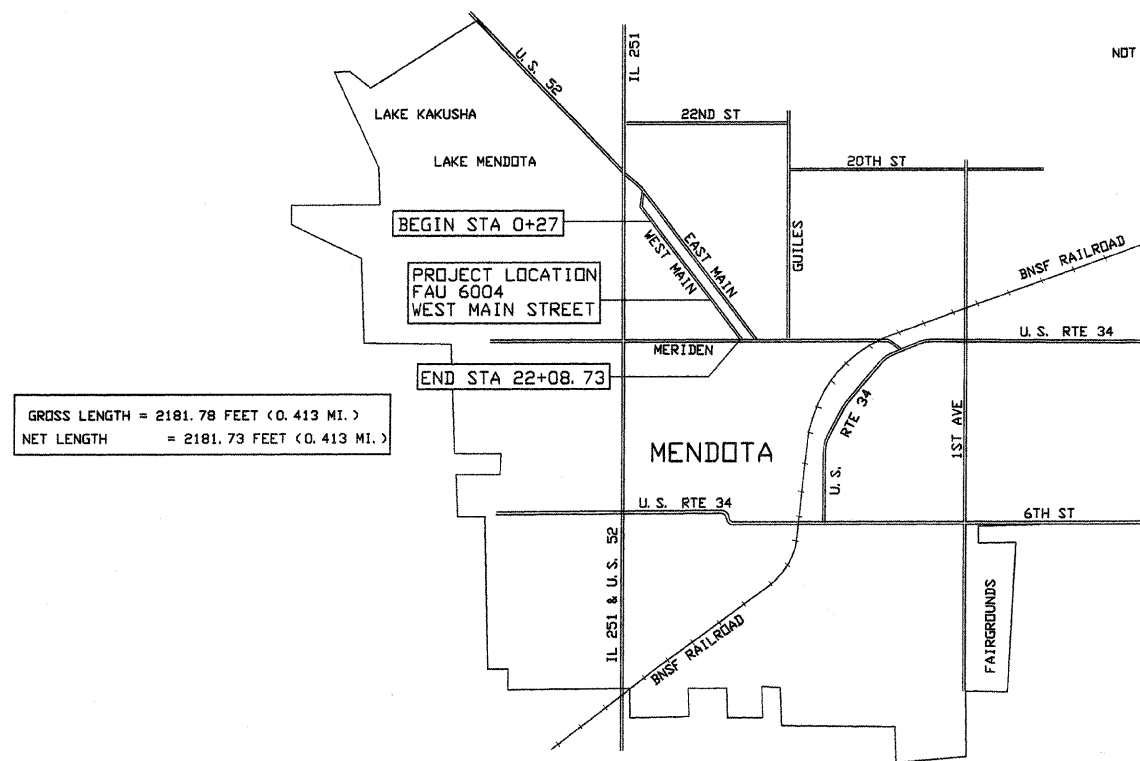 NOT
IL 251
U.S. 52
LAKE KAKUSHA
22ND ST
LAKE MENDOTA
20TH ST
BEGIN STA 0+27
EAST MAIN
WEST MAIN
GUILES
BNSF RAILROAD
PROJECT LOCATION
FAU 6004
WEST MAIN STREET
U.S. RTE 34
MERIDEN
END STA 22+08.73
GROSS LENGTH = 2181.78 FEET (0.413 MI.)
NET LENGTH = 2181.73 FEET (0.413 MI.)
U.S. RTE 34
1ST AVE
MENDOTA
U.S. RTE 34
6TH ST
IL 251 & U.S. 52
BNSF RAILROAD
FAIRGROUNDS